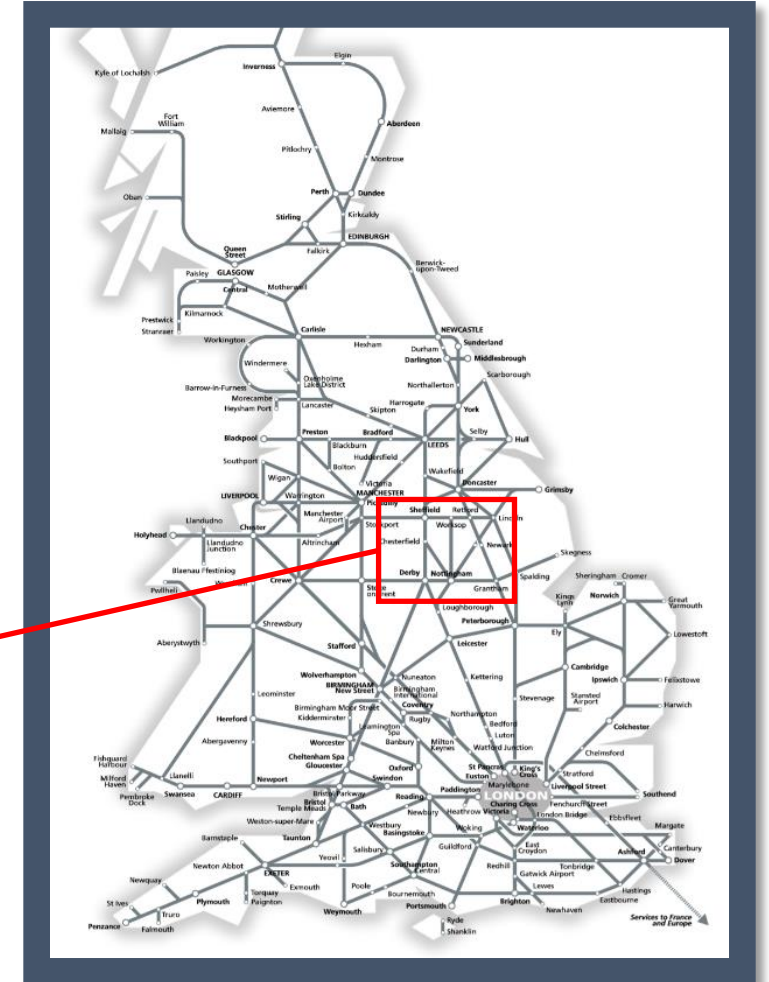 Elgin
Inverness
Kyle of Lochalsh
Aviemore
Fort
William
Mallaig
Aberdeen
Pitlochry
Montrose
Perth
Dundee
Oban
Stirling
Kirkcaldy
EDINBURGH
Queen
Street
Falkirk
Berwick-
upon-Tweed
Paisley
GLASGOW
Central
Motherwell
Prestwick
Kilmarnock
Stranraer
Carlisle
NEWCASTLE
Workington
Hexham
Durham
Sunderland
Darlington
Middlesbrough
Windermere
Scarborough
Oxenholme
Lake District
Barrow-in-Furness
Northallerton
Morecambe
Heysham Port
Lancaster
Harrogate
Skipton
York
Blackpool
Preston
Bradford
Selby
Blackburn
LEEDS
Hull
Southport
Huddersfield
Bolton
Wakefield
Wigan
Victoria
Doncaster
MANCHESTER
Piccadilly
LIVERPOOL
Warrington
Grimsby
Sheffield
Retford
Manchester
Airport
Stockport
Worksop
Lincoln
Llandudno
Chester
Holyhead
Llandudno
Junction
Altrincham
Chesterfield
Newark
Skegness
Blaenau Ffestiniog
Derby
Nottingham
Wrexham
Crewe
Stoke
on Trent
Grantham
Spalding
Sheringham
Cromer
Pwllheli
Loughborough
Kings
Lynn
Norwich
Great
Yarmouth
Shrewsbury
Peterborough
Aberystwyth
Stafford
Leicester
Ely
Lowestoft
Wolverhampton
BIRMINGHAM
New Street
Nuneaton
Birmingham
International
Kettering
Cambridge
Ipswich
Felixstowe
Leominster
Birmingham Moor Street
Coventry
Kidderminster
Rugby
Northampton
Stevenage
Stansted
Airport
Harwich
Hereford
Leamington
Spa
Bedford
Colchester
Abergavenny
Worcester
Banbury
Milton
Keynes
Luton
Watford Junction
Chelmsford
Cheltenham Spa
Gloucester
Oxford
St Pancras
King's
Cross
Fishguard
Harbour
Euston
Stratford
Llanelli
Newport
Swindon
Marylebone
Liverpool Street
Milford
Haven
Paddington
LONDON
Southend
Pembroke
Dock
Swansea
CARDIFF
Bristol Parkway
Reading
Fenchurch Street
Bristol
Temple Meads
Bath
Newbury
Heathrow
Charing Cross
Victoria
London Bridge
Ebbsfleet
Weston-super-Mare
Westbury
Basingstoke
Woking
Waterloo
Margate
Barnstaple
Taunton
Salisbury
Guildford
East
Croydon
Canterbury
Yeovil
Ashford
Dover
Newton Abbot
EXETER
Southampton
Central
Redhill
Gatwick Airport
Tonbridge
Newquay
Exmouth
Poole
Lewes
Hastings
St Ives
Plymouth
Torquay
Paignton
Bournemouth
Eastbourne
Weymouth
Portsmouth
Brighton
Newhaven
Truro
Falmouth
Penzance
Ryde
Shanklin
Services to France
and Europe